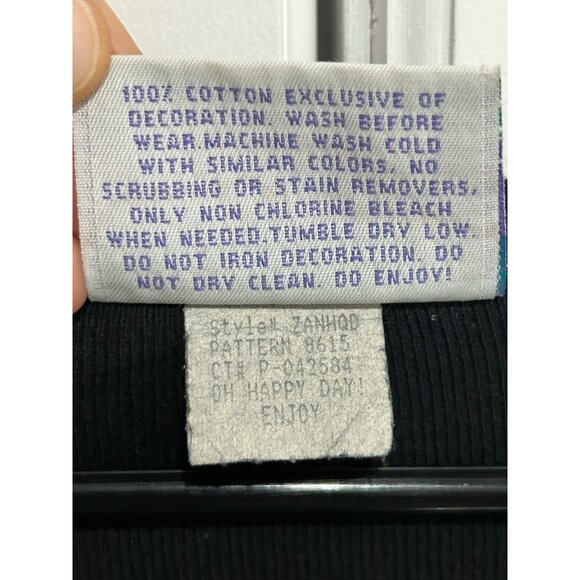 100% COTTON EXCLUSIVE OF
DECORATION. WASH BEFORE
WEAR.MACHINE WASH COLD
WITH SIMILAR COLORS. NO
SCRUBBING OR STAIN REMOVERS.
ONLY NON CHLORINE BLEACH
WHEN NEEDED.TUMBLE DRY LOW.
DO NOT IRON DECORATION. DO
NOT DRY CLEAN. DO ENJOY!
Style# ZANHQD
PATTERN 8615
CT# P-042584
OH HAPPY DAY!
ENJOY